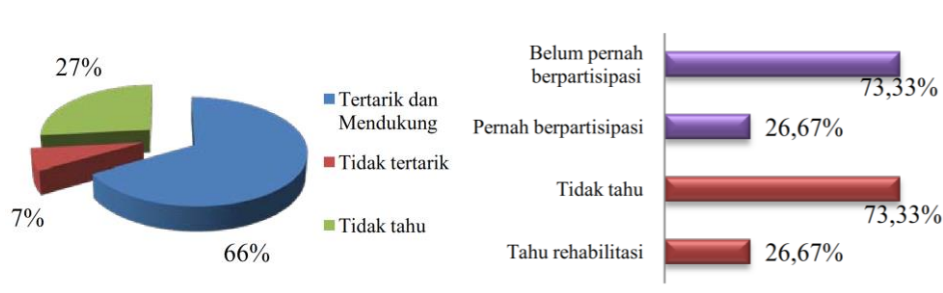 27%
7%
66%
Tertarik dan
Mendukung
Tidak tertarik
Tidak tahu
Belum pernah
berpartisipasi
73,33%
Pernah berpartisipasi
26,67%
Tidak tahu
73,33%
Tahu rehabilitasi
26,67%